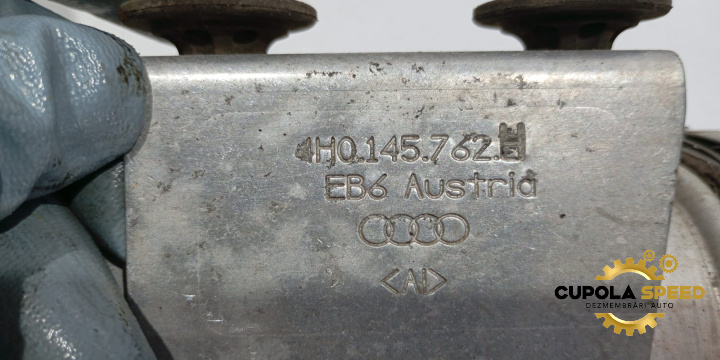 4H0.145.762.
EB6 Austria
<Al>
CUPOLA SPEED
DEZMEMBRĂRI AUTO